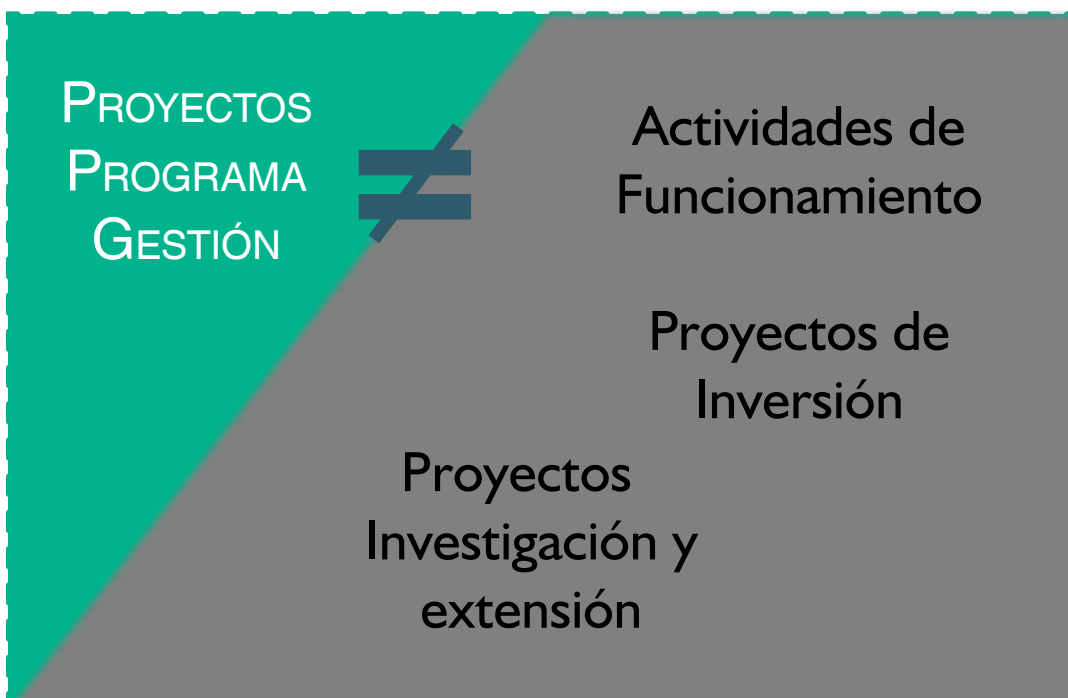 PROYECTOS
PROGRAMA
GESTIÓN
≠
Actividades de
Funcionamiento
Proyectos de
Inversión
Proyectos
Investigación y
extensión